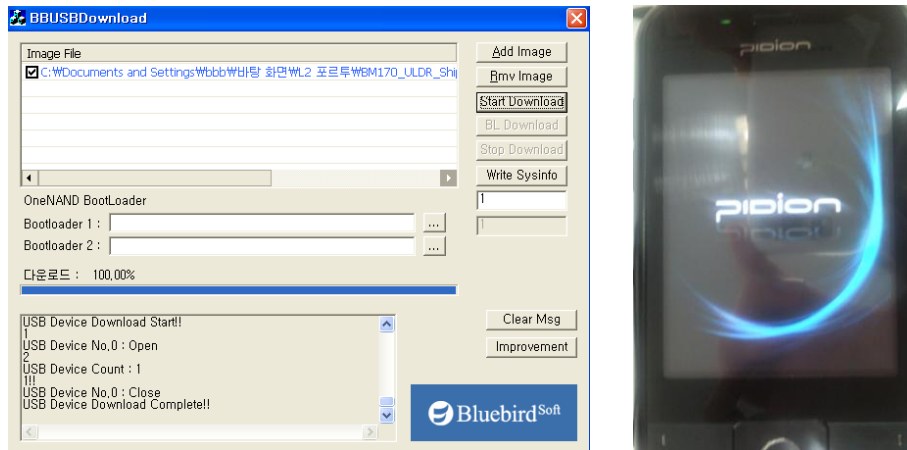 BBUSBDownload
Image File
C:₩Documents and Settings₩bbb₩바탕 화면₩L2 포르투₩BM170_ULDR_Ship
Add Image
Rmv Image
Start Download
BL Download
Stop Download
Write Sysinfo
1
1
OneNAND BootLoader
Bootloader 1 :
...
Bootloader 2 :
...
다운로드 : 100,00%
USB Device Download Start!!
1
USB Device No,0 : Open
2
USB Device Count : 1
1!!
USB Device No,0 : Close
USB Device Download Complete!!
Clear Msg
Improvement
Bluebird Soft
pidion
pidion